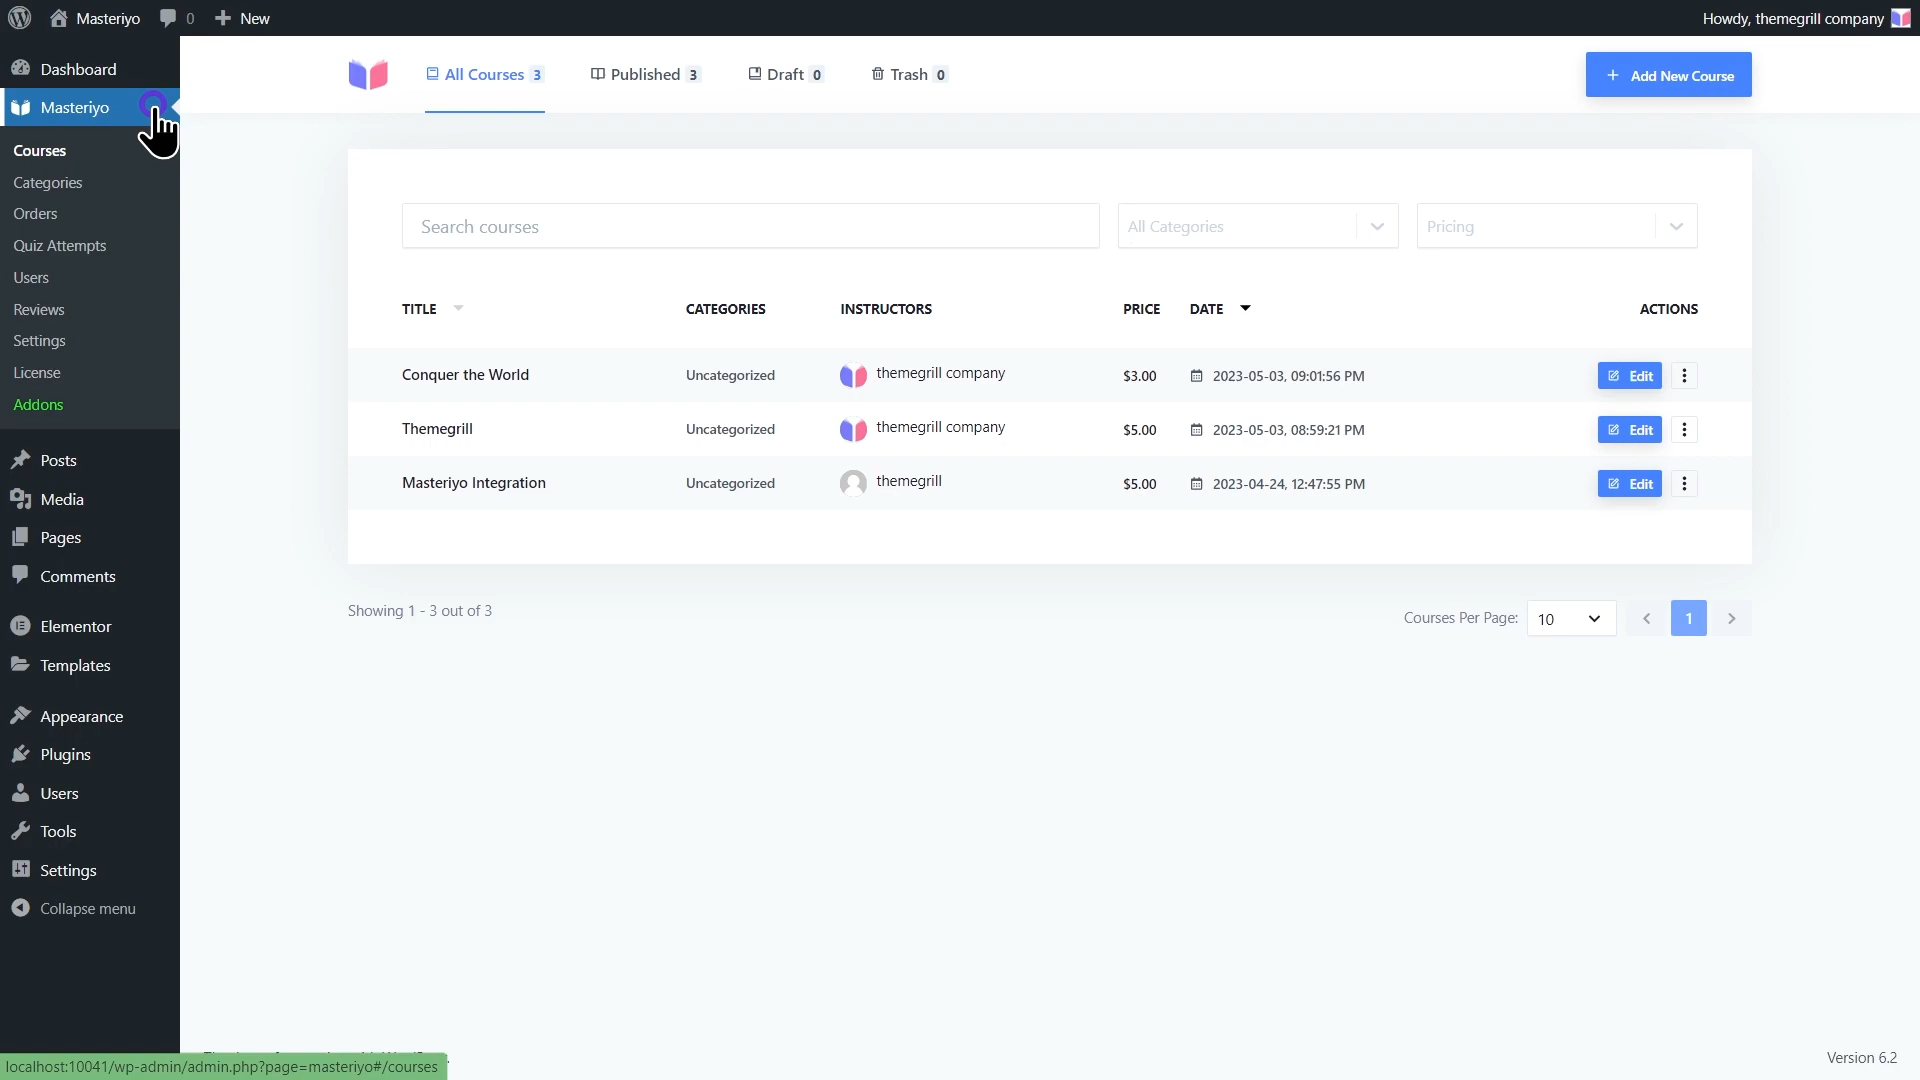 Masteriyo 0 New
Howdy, themegrill company
Dashboard
Masteriyo
Courses
Categories
Orders
Quiz Attempts
Users
Reviews
Settings
License
Addons
Posts
Media
Pages
Comments
Elementor
Templates
Appearance
Plugins
Users
Tools
Settings
Collapse menu
All Courses 3 Published 3 Draft 0 Trash 0
+ Add New Course
Search courses All Categories Pricing
TITLE CATEGORIES INSTRUCTORS PRICE DATE ACTIONS
Conquer the World Uncategorized themegrill company $3.00 2023-05-03, 09:01:56 PM Edit
Themegrill Uncategorized themegrill company $5.00 2023-05-03, 08:59:21 PM Edit
Masteriyo Integration Uncategorized themegrill $5.00 2023-04-24, 12:47:55 PM Edit
Showing 1 - 3 out of 3
Courses Per Page: 10 1
Version 6.2
localhost:10041/wp-admin/admin.php?page=masteriyo#/courses